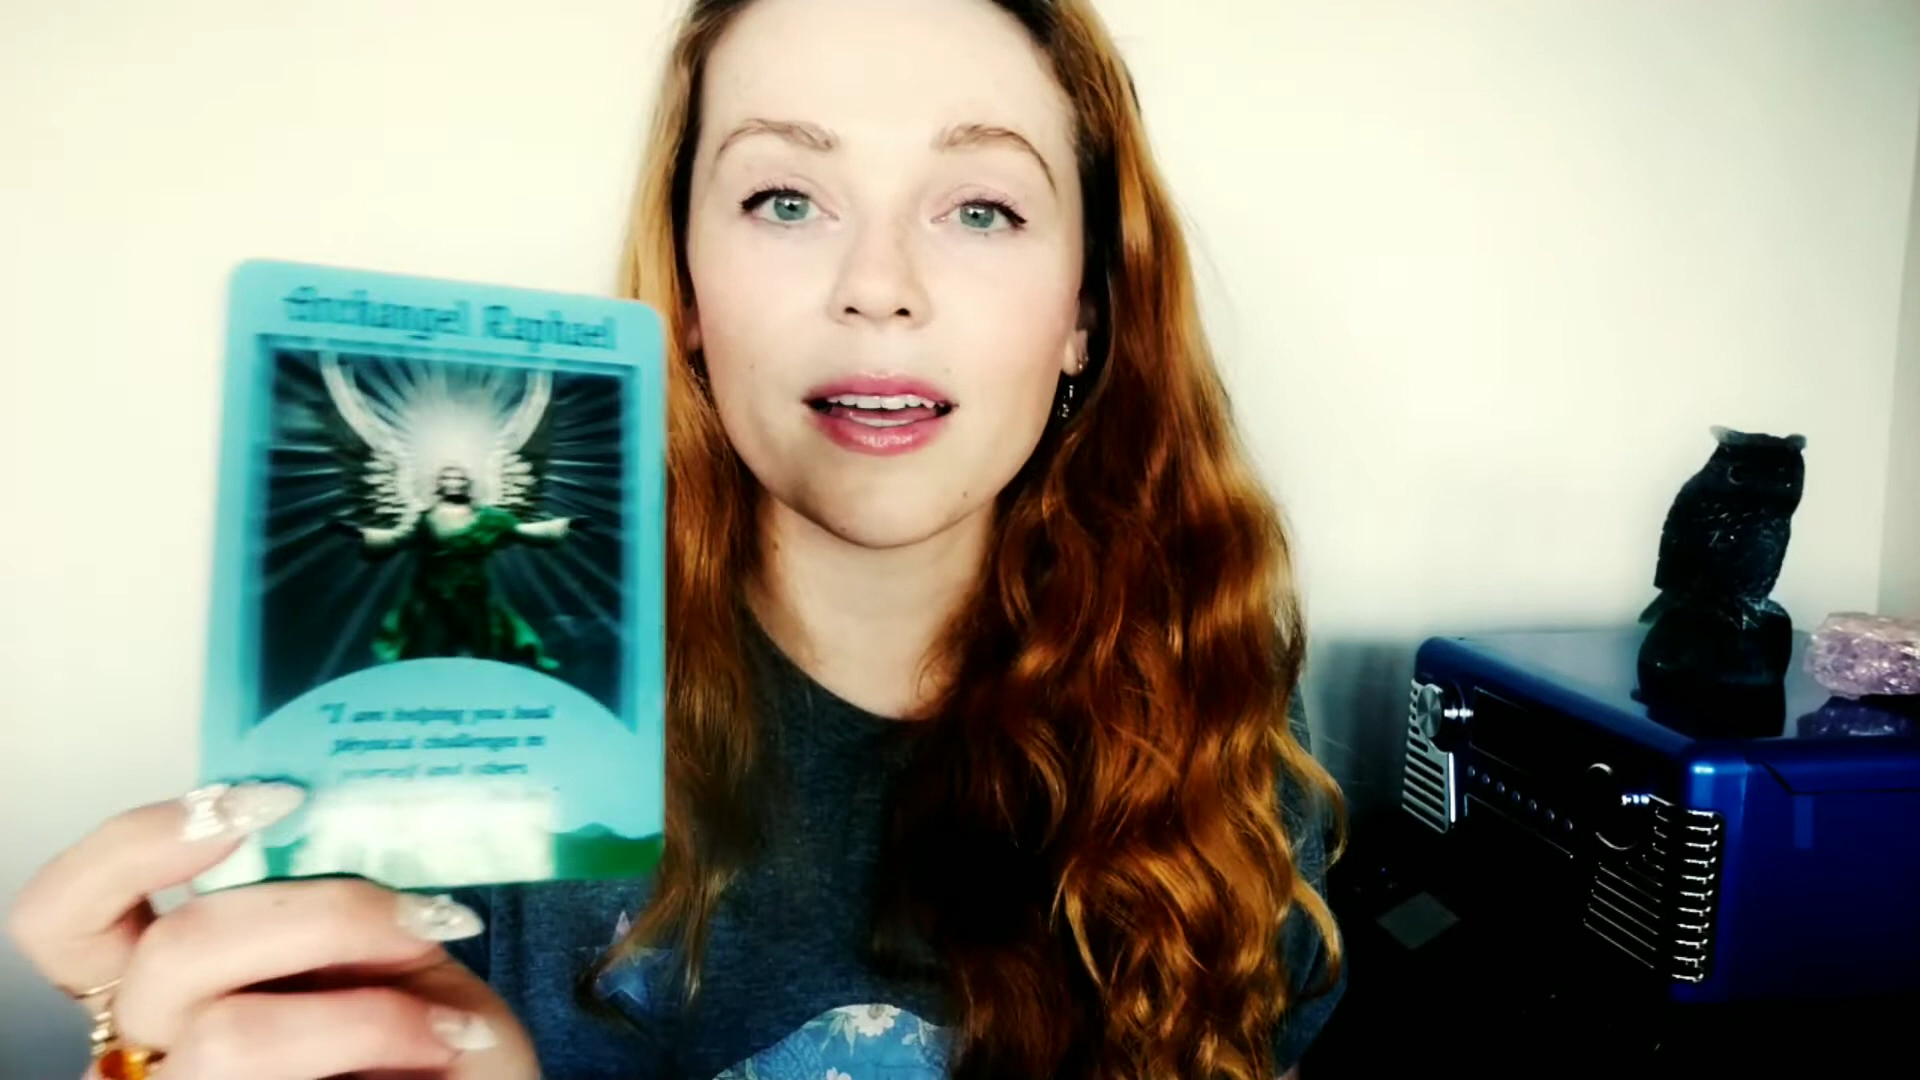 Archangel Raphael
"I am helping you heal
physical challenges in
yourself and others